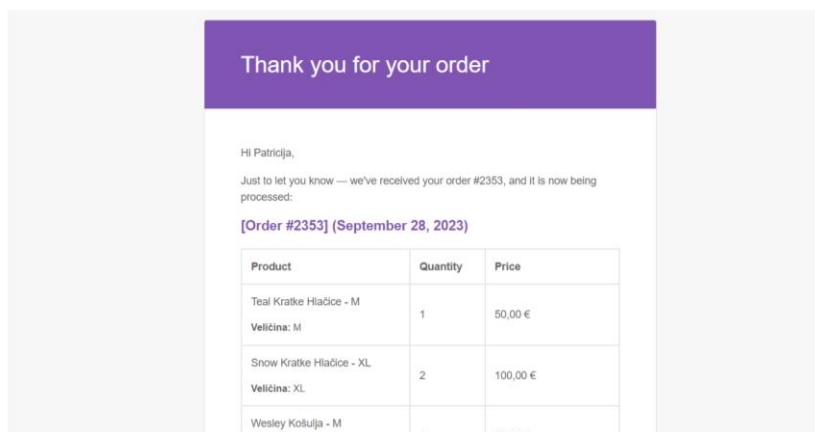 Thank you for your order
Hi Patricija,
Just to let you know — we've received your order #2353, and it is now being
processed:
[Order #2353] (September 28, 2023)
Product Quantity Price
Teal Kratke Hlačice - M
Veličina: M
1 50,00 €
Snow Kratke Hlačice - XL
Veličina: XL
2 100,00 €
Wesley Košulja - M